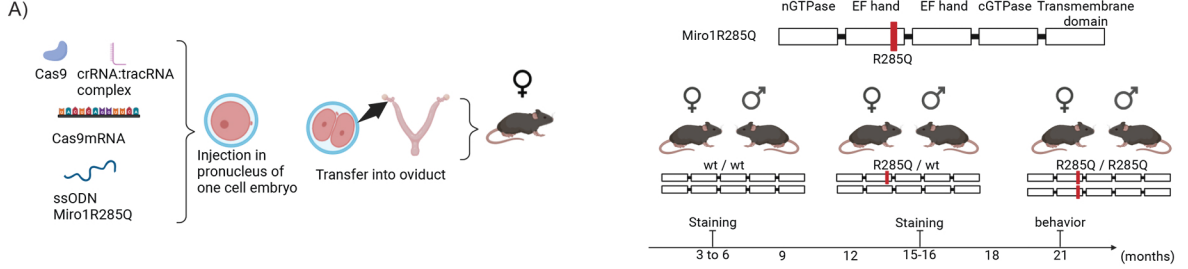 A)
Cas9
crRNA:tracRNA
complex
Cas9mRNA
ssODN
Miro1R285Q
Injection in
pronucleus of
one cell embryo
Transfer into oviduct
♀
nGTPase EF hand EF hand cGTPase Transmembrane
domain
Miro1R285Q
R285Q
♀ ♂ ♀ ♂ ♀ ♂
wt / wt R285Q / wt R285Q / R285Q
Staining Staining behavior
3 to 6 9 12 15-16 18 21 (months)